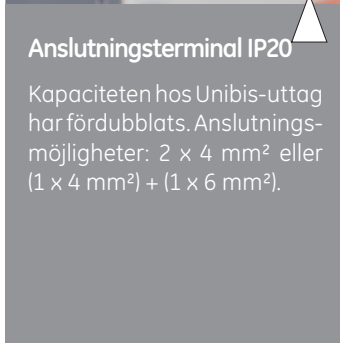 Anslutningsterminal IP20
Kapaciteten hos Unibis-uttag
har fördubblats. Anslutnings-
möjligheter: 2 x 4 mm² eller
(1 x 4 mm²) + (1 x 6 mm²).